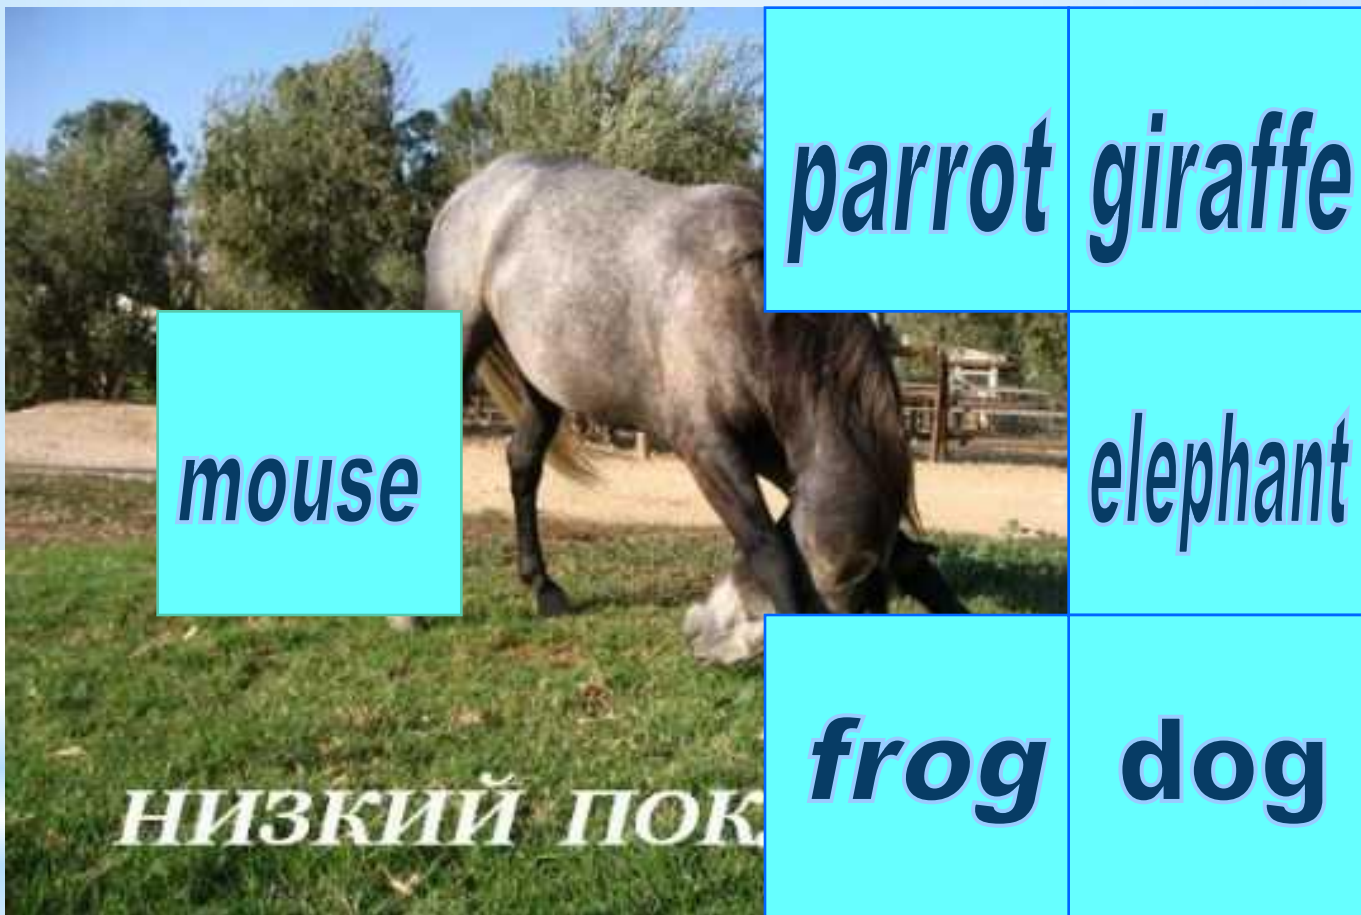 parrot giraffe
mouse
elephant
frog dog
низкий